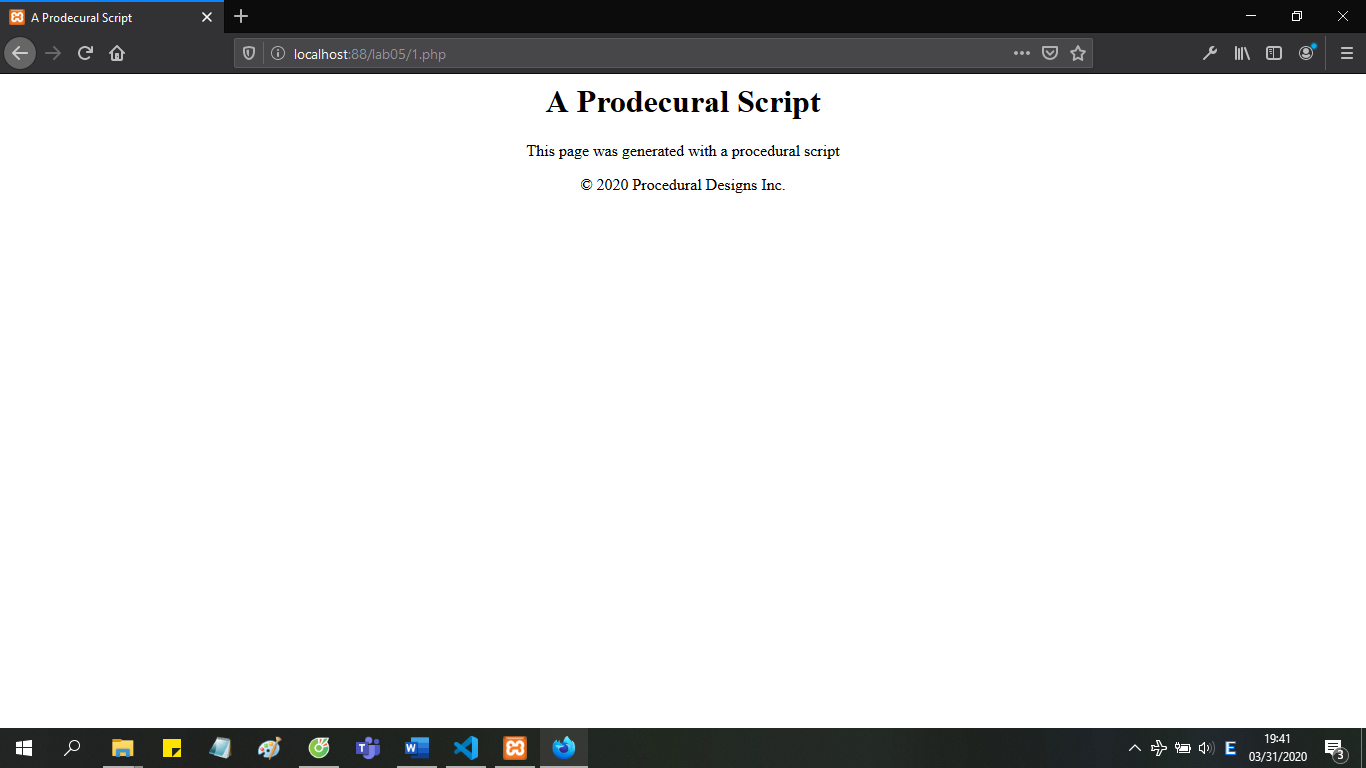 A Prodecural Script
localhost:88/lab05/1.php
A Prodecural Script
This page was generated with a procedural script
© 2020 Procedural Designs Inc.
E
19:41
03/31/2020
3